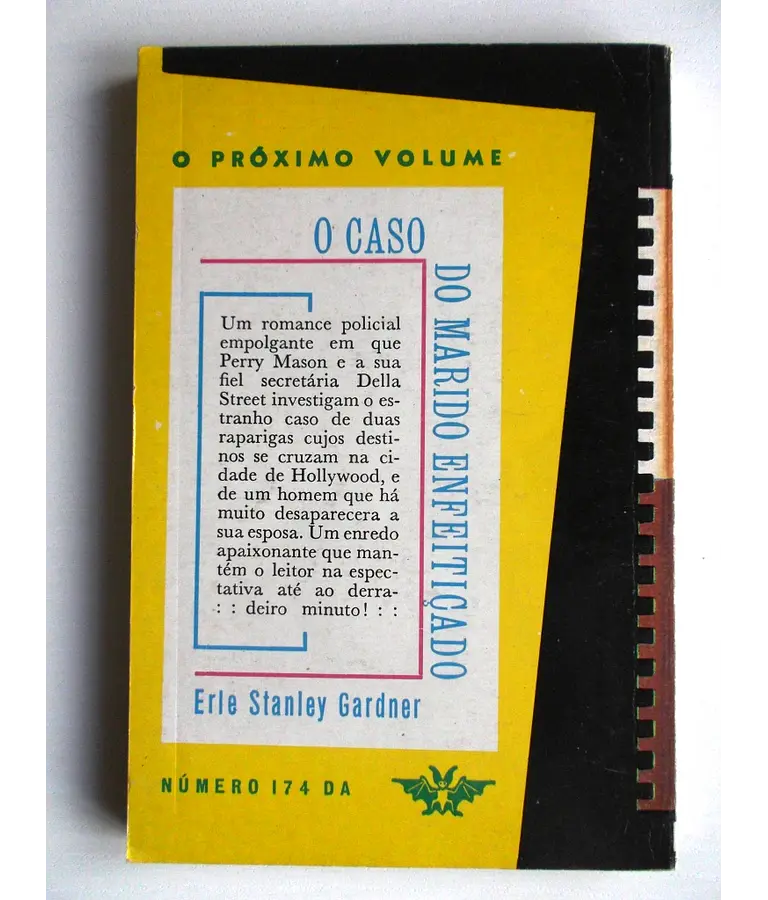 O PRÓXIMO VOLUME
O CASO
DO MARIDO ENFEITIÇADO
Um romance policial
empolgante em que
Perry Mason e a sua
fiel secretária Della
Street investigam o es-
tranho caso de duas
raparigas cujos desti-
nos se cruzam na ci-
dade de Hollywood, e
de um homem que há
muito desaparecera a
sua esposa. Um enredo
apaixonante que man-
tém o leitor na espec-
tativa até ao derra-
: : deiro minuto! : :
Erle Stanley Gardner
NÚMERO 174 DA